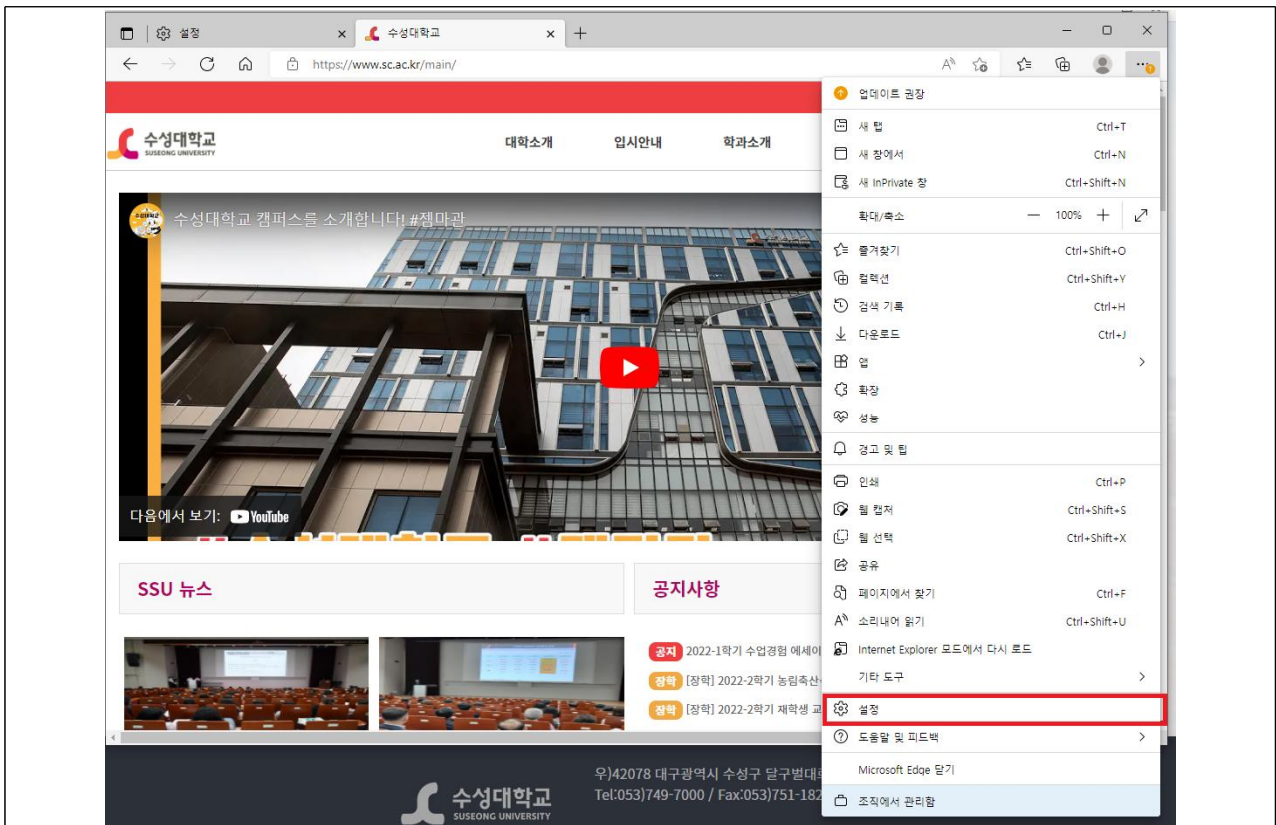 설정
수성대학교
https://www.sc.ac.kr/main/
수성대학교
SUSEONG UNIVERSITY
대학소개 입시안내 학과소개
수성대학교 캠퍼스를 소개합니다! #젬마관
다음에서 보기: YouTube
SSU 뉴스
공지사항
공지 2022-1학기 수업경험 에세이
장학 [장학] 2022-2학기 농림축산
장학 [장학] 2022-2학기 재학생 교
우)42078 대구광역시 수성구 달구벌대
Tel:053)749-7000 / Fax:053)751-182
수성대학교
SUSEONG UNIVERSITY
업데이트 권장
새 탭 Ctrl+T
새 창에서 Ctrl+N
새 InPrivate 창 Ctrl+Shift+N
확대/축소 — 100% +
즐겨찾기 Ctrl+Shift+O
컬렉션 Ctrl+Shift+Y
검색 기록 Ctrl+H
다운로드 Ctrl+J
앱
확장
성능
경고 및 팁
인쇄 Ctrl+P
웹 캡처 Ctrl+Shift+S
웹 선택 Ctrl+Shift+X
공유
페이지에서 찾기 Ctrl+F
소리내어 읽기 Ctrl+Shift+U
Internet Explorer 모드에서 다시 로드
기타 도구
설정
도움말 및 피드백
Microsoft Edge 닫기
조직에서 관리함